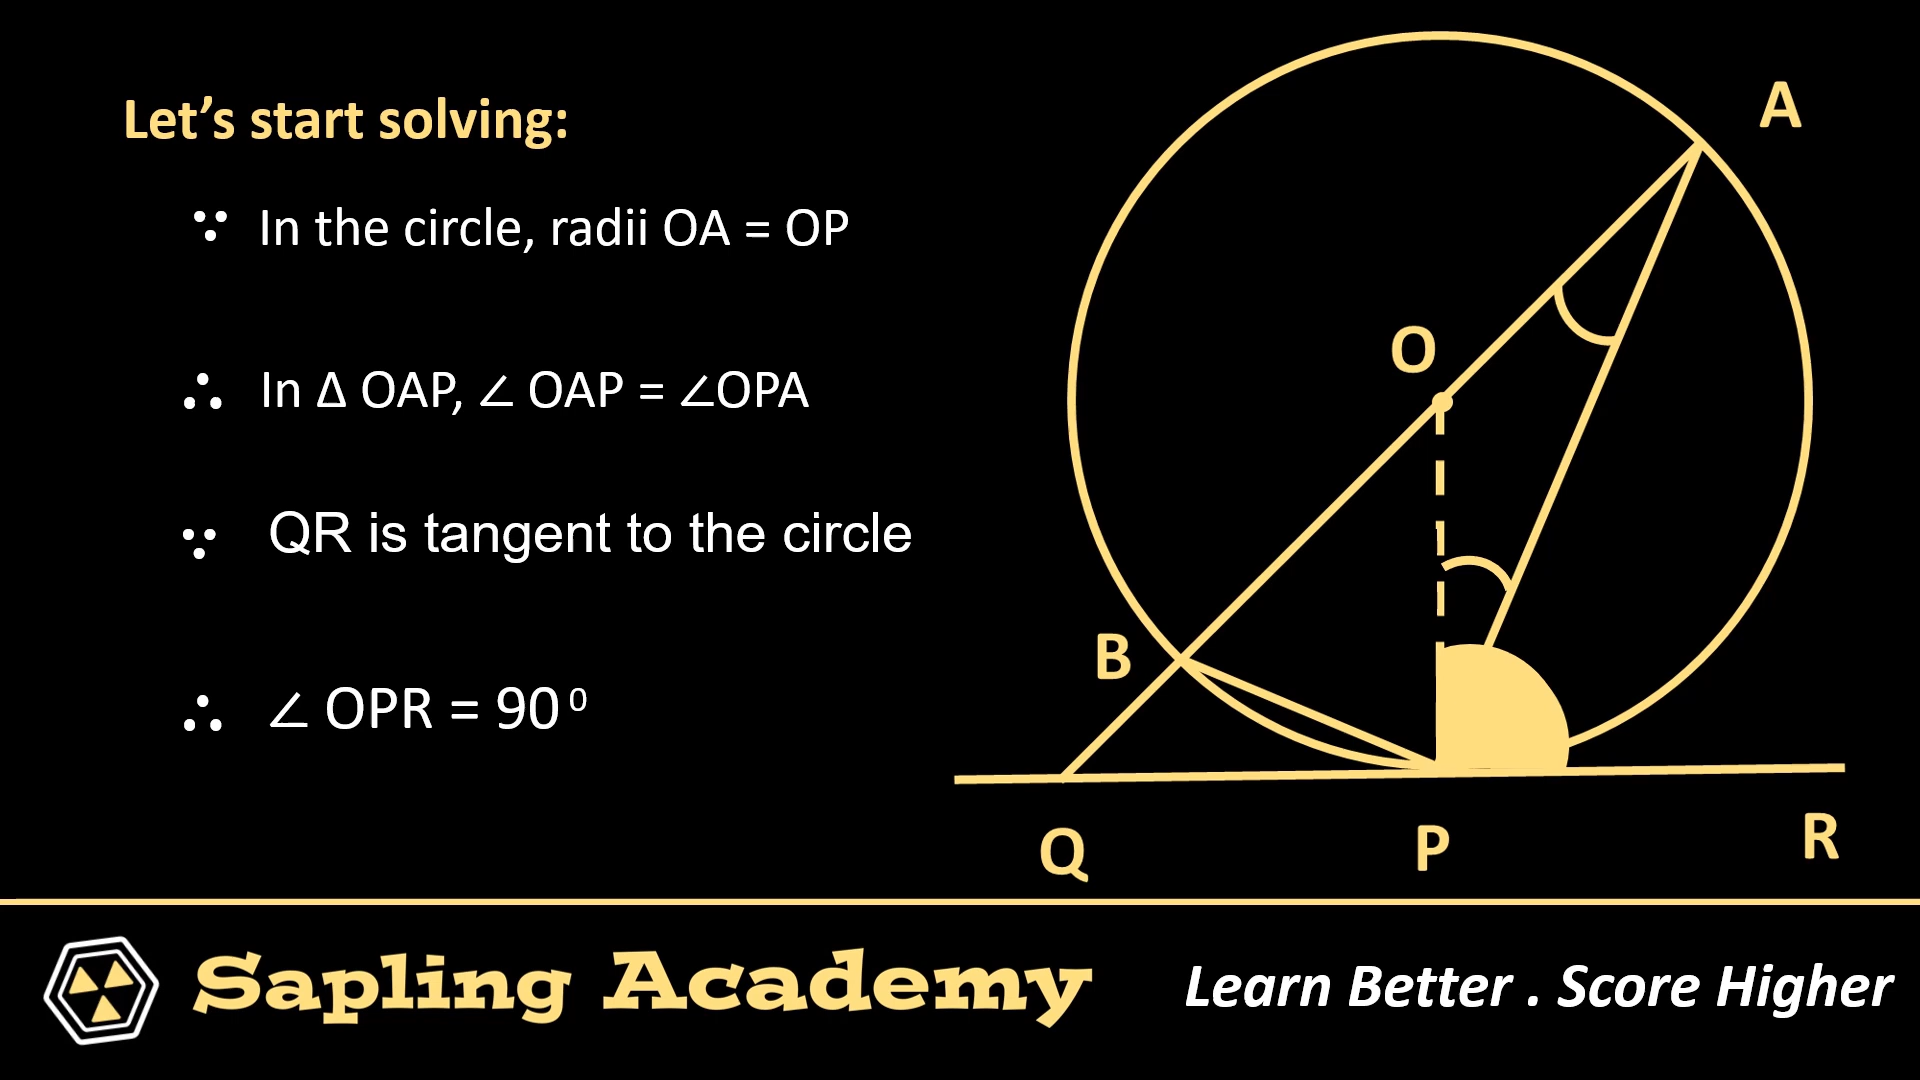 Let’s start solving:
∵ In the circle, radii OA = OP
∴ In Δ OAP, ∠ OAP = ∠OPA
∵ QR is tangent to the circle
∴ ∠ OPR = 90⁰
A
O
B
Q
P
R
Sapling Academy
Learn Better . Score Higher